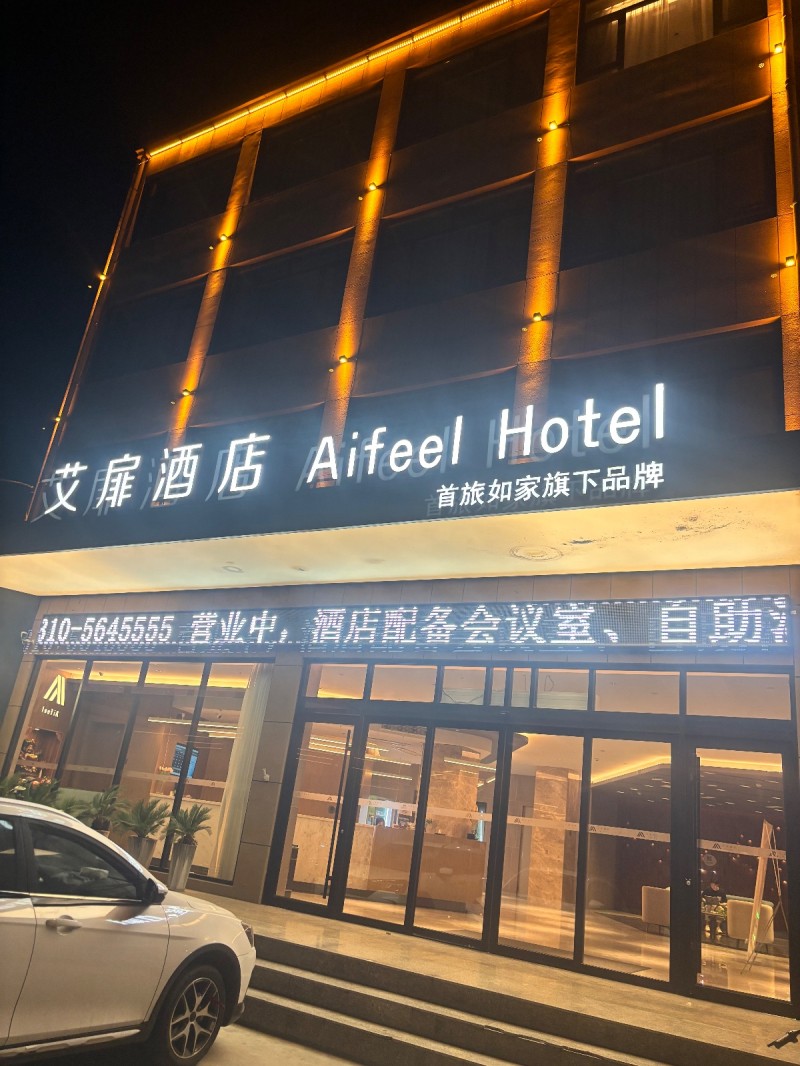 艾扉酒店 Aifeel Hotel
首旅如家旗下品牌
310-5645555 营业中，酒店配备会议室、自助
Aifeel